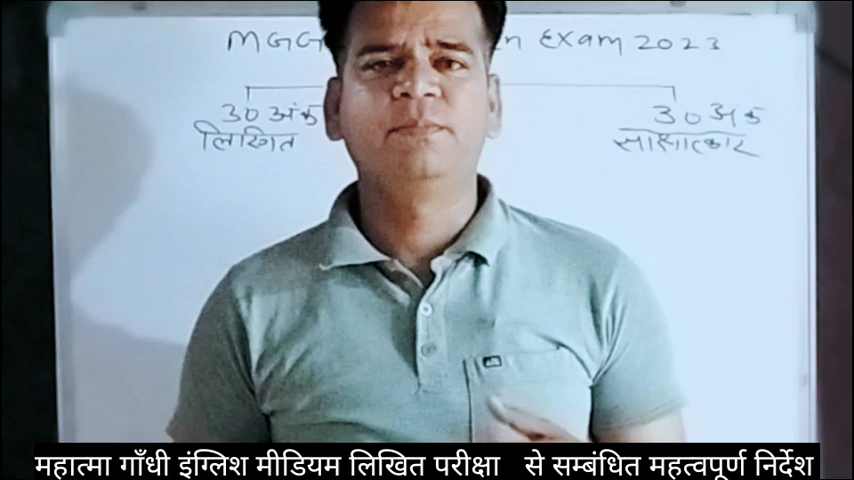 MGG n Exam 2023
30 अंक 30 अंक
लिखित साक्षात्कार
महात्मा गाँधी इंग्लिश मीडियम लिखित परीक्षा से सम्बंधित महत्वपूर्ण निर्देश